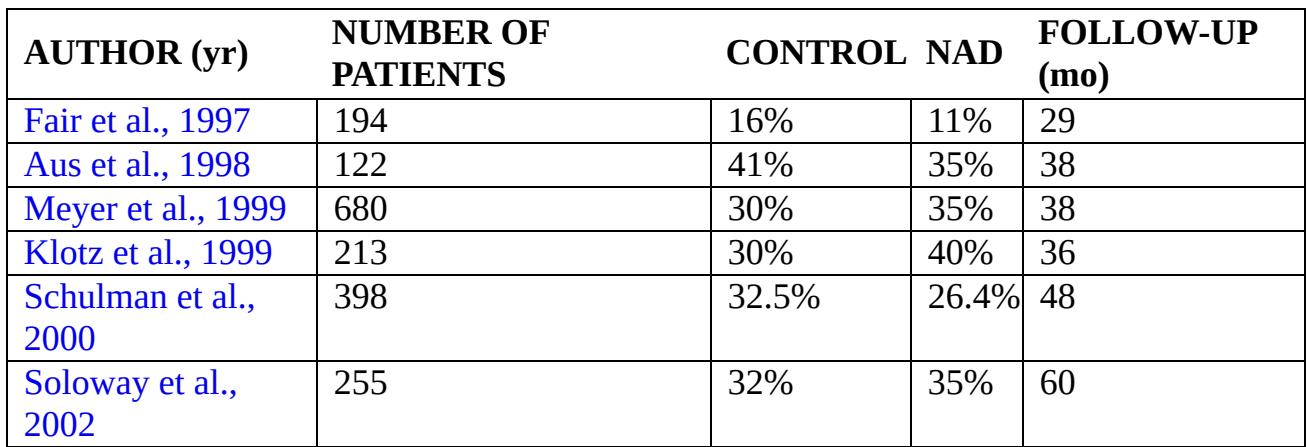 AUTHOR (yr) NUMBER OF PATIENTS CONTROL NAD FOLLOW-UP (mo)
Fair et al., 1997 194 16% 11% 29
Aus et al., 1998 122 41% 35% 38
Meyer et al., 1999 680 30% 35% 38
Klotz et al., 1999 213 30% 40% 36
Schulman et al., 2000 398 32.5% 26.4% 48
Soloway et al., 2002 255 32% 35% 60